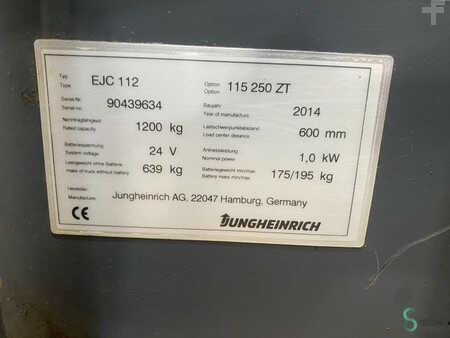 Typ EJC 112 Option 115 250 ZT
Type Option
Serial Nr. Baujahr
Serial no. 90439634 Year of manufacture 2014
Nenntragfähigkeit Lastschwerpunktabstand
Rated capacity 1200 kg Load center distance 600 mm
Batteriespannung Antriebsleistung
System voltage 24 V Nominal power 1,0 kW
Leergewicht ohne Batterie Batteriegewicht min/max
Mass of truck without battery 639 kg Battery mass min/max 175/195 kg
Hersteller
Manufacturer Jungheinrich AG, 22047 Hamburg, Germany
CE JUNGHEINRICH